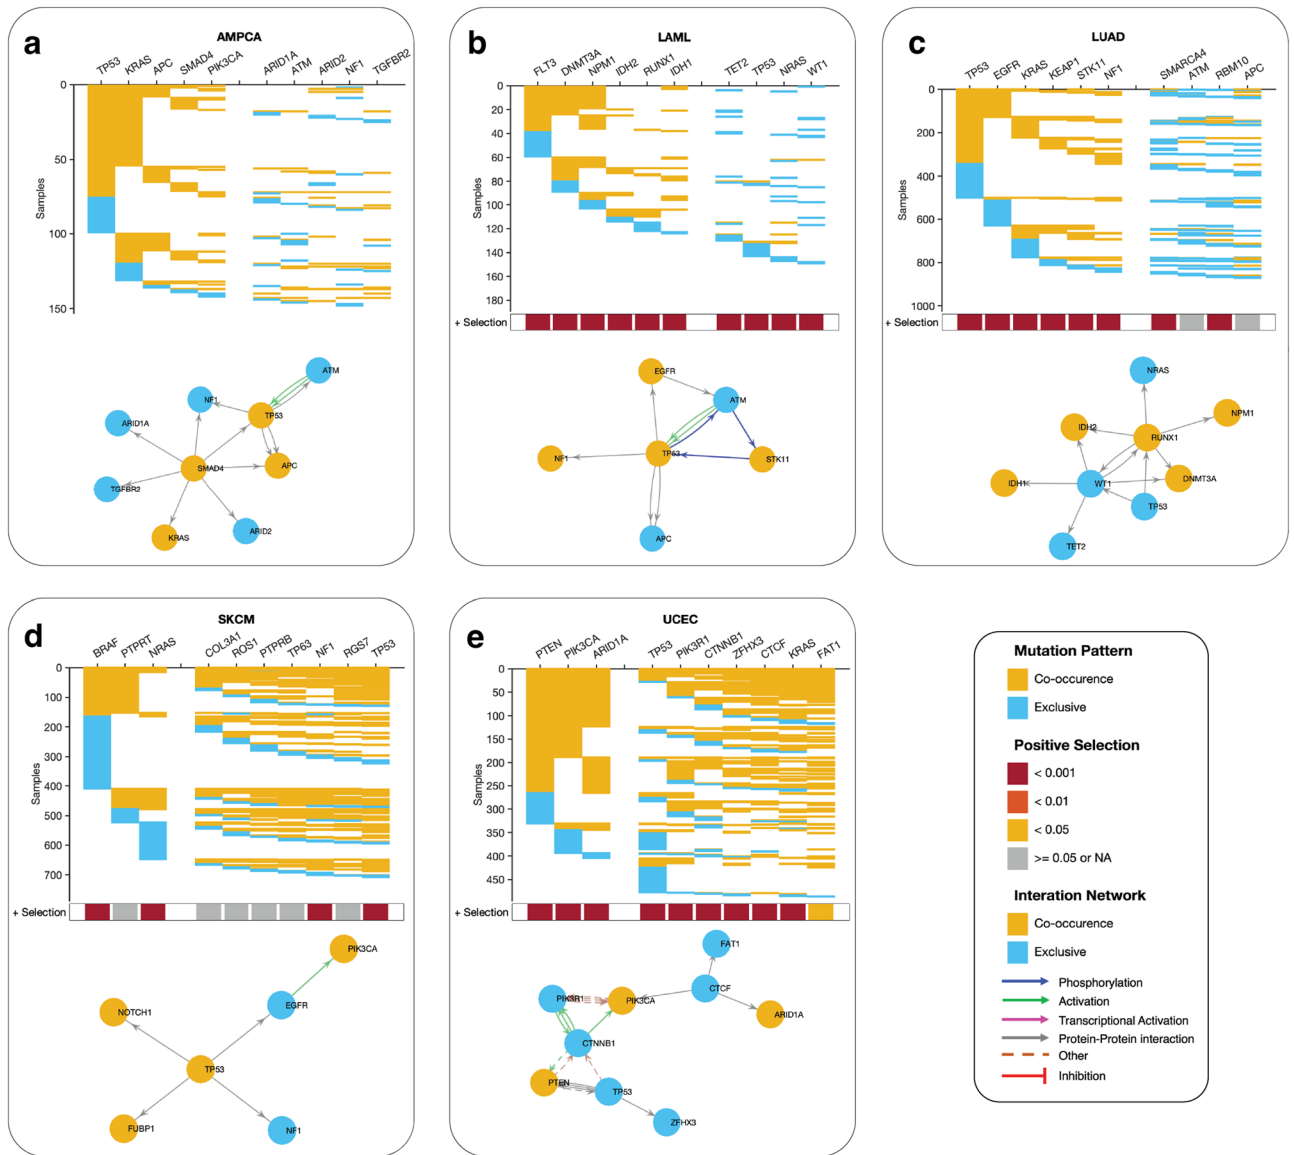 a
AMPCA
TP53 KRAS APC SMAD4 PIK3CA ARID1A ATM ARID2 NF1 TGFBR2
0
50
100
150
Samples
ATM
NF1
TP53
ARID1A
SMAD4
APC
TGFBR2
KRAS
ARID2
b
LAML
FLT3 DNMT3A NPM1 IDH2 RUNX1 IDH1 TET2 TP53 NRAS WT1
0
20
40
60
80
100
120
140
160
180
Samples
+ Selection
EGFR
ATM
TP53
NF1
STK11
APC
c
LUAD
TP53 EGFR KRAS KEAP1 STK11 NF1 SMARCA4 ATM RBM10 APC
0
200
400
600
800
1000
Samples
+ Selection
NRAS
NPM1
IDH2
RUNX1
IDH1
WT1
DNMT3A
TP53
TET2
d
SKCM
BRAF PTPRT NRAS COL3A1 ROS1 PTPRB TP63 NF1 RGS7 TP53
0
100
200
300
400
500
600
700
Samples
+ Selection
PIK3CA
EGFR
NOTCH1
TP53
FUBP1
NF1
e
UCEC
PTEN PIK3CA ARID1A TP53 PIK3R1 CTNNB1 ZFHX3 CTCF KRAS FAT1
0
50
100
150
200
250
300
350
400
450
Samples
+ Selection
FAT1
CTCF
PIK3R1
PIK3CA
ARID1A
CTNNB1
PTEN
TP53
ZFHX3
Mutation Pattern
Co-occurence
Exclusive
Positive Selection
< 0.001
< 0.01
< 0.05
>= 0.05 or NA
Interation Network
Co-occurence
Exclusive
Phosphorylation
Activation
Transcriptional Activation
Protein-Protein interaction
Other
Inhibition